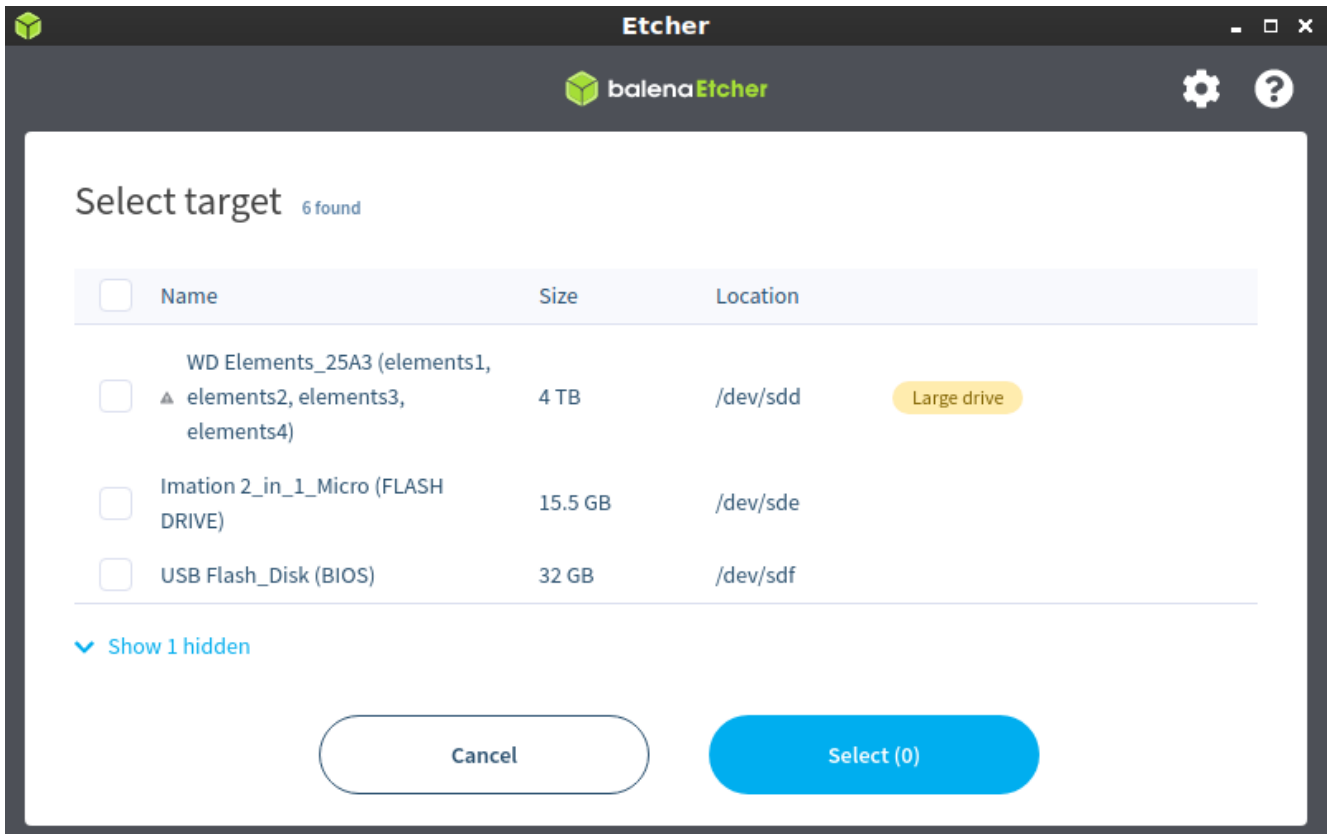 Etcher
balenaEtcher
Select target 6 found
Name Size Location
WD Elements_25A3 (elements1,
elements2, elements3, 4 TB /dev/sdd Large drive
elements4)
Imation 2_in_1_Micro (FLASH
DRIVE) 15.5 GB /dev/sde
USB Flash_Disk (BIOS) 32 GB /dev/sdf
Show 1 hidden
Cancel Select (0)